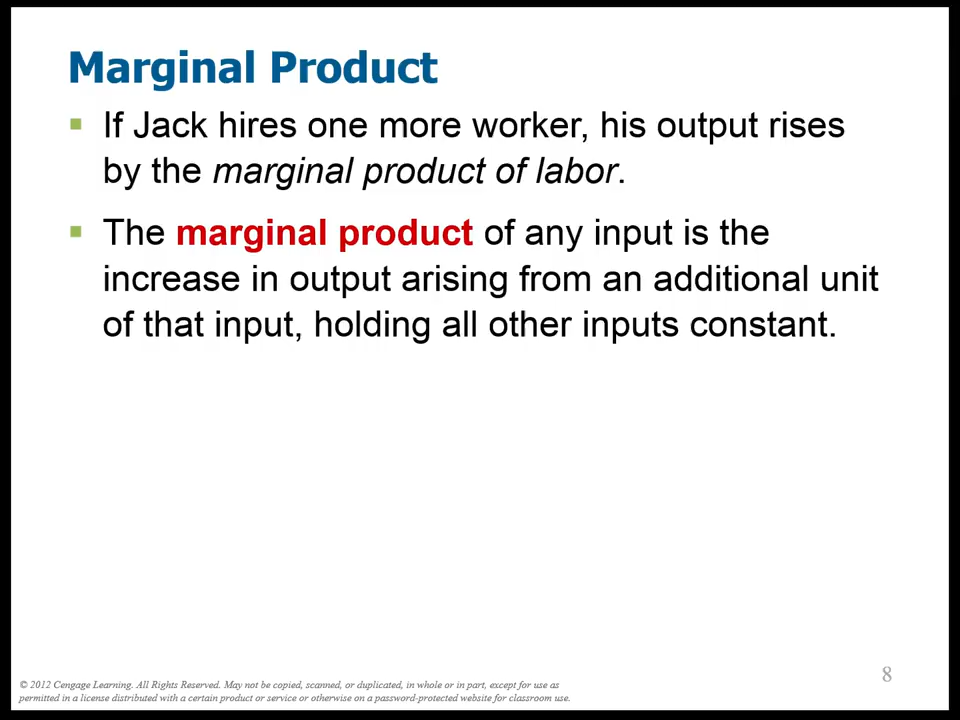 Marginal Product
If Jack hires one more worker, his output rises
by the marginal product of labor.
The marginal product of any input is the
increase in output arising from an additional unit
of that input, holding all other inputs constant.
© 2012 Cengage Learning. All Rights Reserved. May not be copied, scanned, or duplicated, in whole or in part, except for use as
permitted in a license distributed with a certain product or service or otherwise on a password-protected website for classroom use.
8